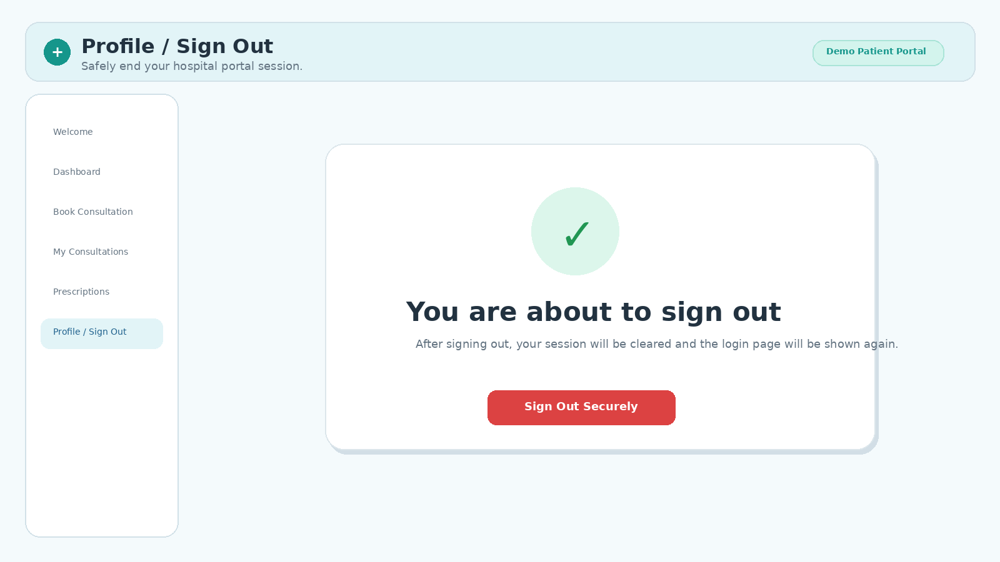 +
Profile / Sign Out
Safely end your hospital portal session.
Demo Patient Portal
Welcome
Dashboard
Book Consultation
My Consultations
Prescriptions
Profile / Sign Out
✓
You are about to sign out
After signing out, your session will be cleared and the login page will be shown again.
Sign Out Securely